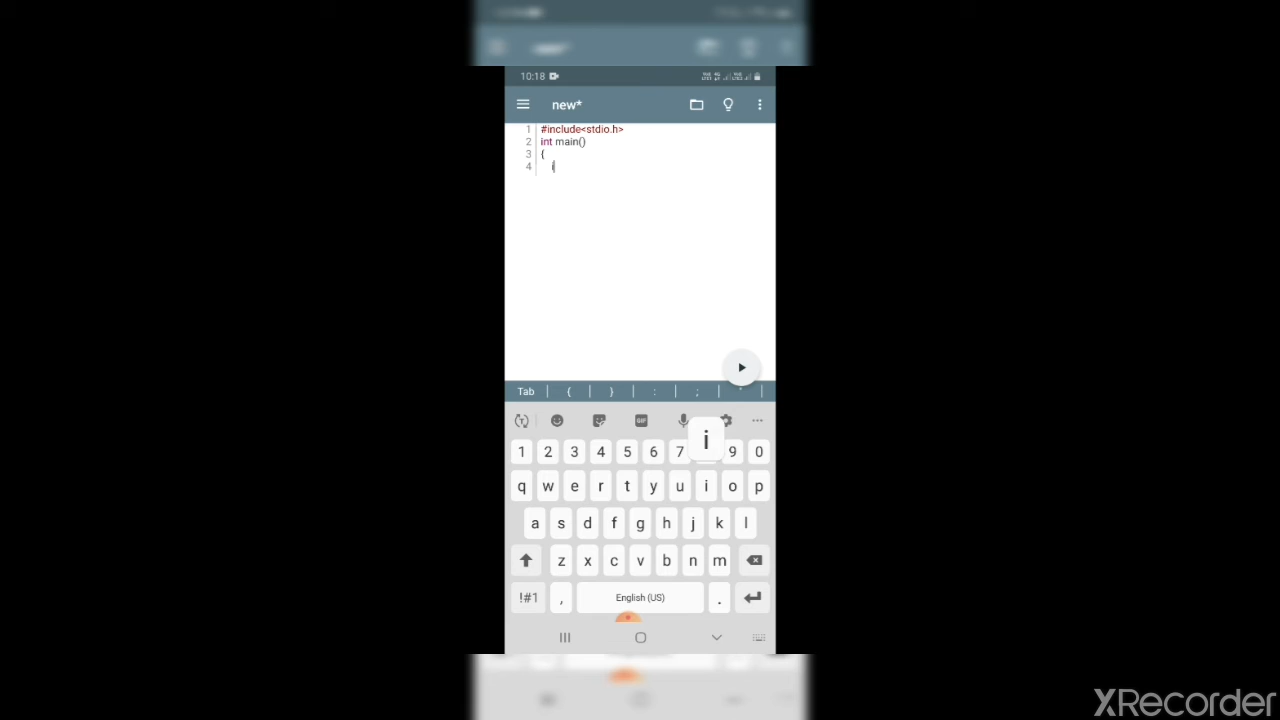 10:18
new*
1 #include<stdio.h>
2 int main()
3 {
4 i
Tab { } : ; "
GIF
i
1 2 3 4 5 6 7 9 0
q w e r t y u i o p
a s d f g h j k l
z x c v b n m
!#1 , English (US) .
XRecorder